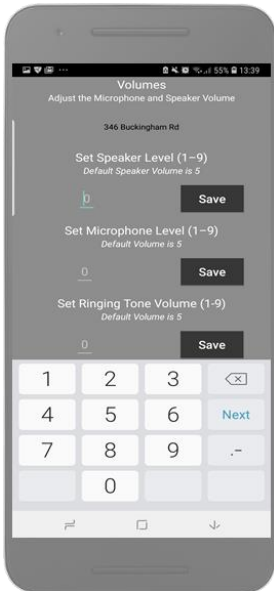 55% 13:39
Volumes
Adjust the Microphone and Speaker Volume
346 Buckingham Rd
Set Speaker Level (1–9)
Default Speaker Volume is 5
0 Save
Set Microphone Level (1–9)
Default Volume is 5
0 Save
Set Ringing Tone Volume (1-9)
Default Volume is 5
0 Save
1 2 3
4 5 6 Next
7 8 9 .-
0